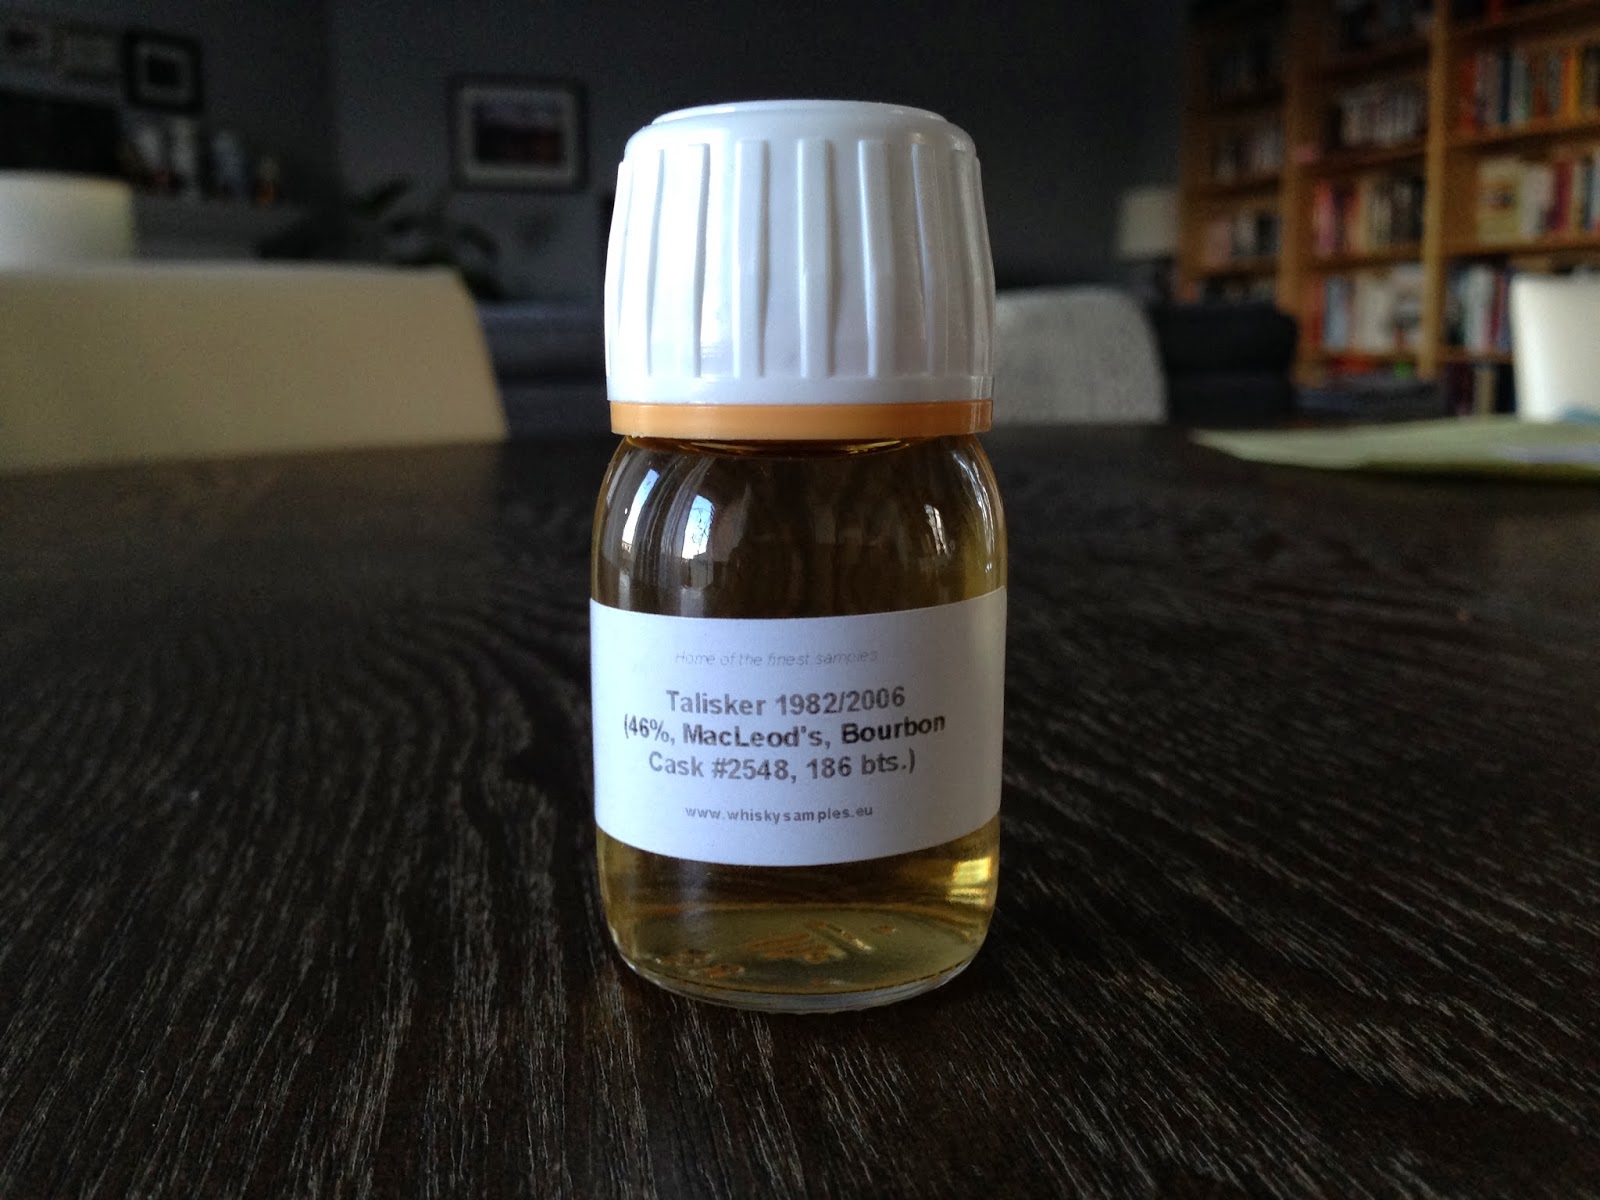 Home of the finest samples
Talisker 1982/2006
(46%, MacLeod's, Bourbon
Cask #2548, 186 bts.)
www.whiskysamples.eu